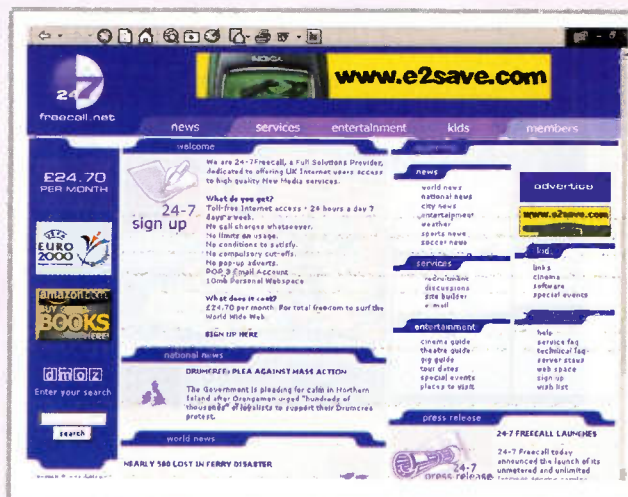 NOKIA
www.e2save.com
24 7
freecall.net
news services entertainment kids members
£24.70
PER MONTH
UEFA
EURO
2000
amazon.com
BUY
BOOKS
HERE!
dmoz
Enter your search
search
welcome
24-7
sign up
We are 24-7Freecall, a Full Solutions Provider,
dedicated to offering UK Internet users access
to high quality New Media services.
What do you get?
Toll-free Internet access - 24 hours a day 7
days a week.
No call charges whatsoever.
No limits on usage.
No conditions to satisfy.
No compulsory cut-offs.
No pop-up adverts.
POP 3 Email Account
10mb Personal Webspace
What does it cost?
£24.70 per month. For total freedom to surf the
World Wide Web.
SIGN UP HERE
national news
DRUMCREE: PLEA AGAINST MASS ACTION
The Government is pleading for calm in Northern
Ireland after Orangemen urged "hundreds of
thousands" of loyalists to support their Drumcree
protest.
world news
NEARLY 500 LOST IN FERRY DISASTER
news
world news
national news
city news
entertainment
weather
sports news
soccer news
services
recruitment
discussions
site builder
e-mail
entertainment
cinema guide
theatre guide
gig guide
tour dates
special events
places to visit
advertise
www.e2save.com
kids
links
cinema
software
special events
help
service faq
technical faq
server status
web space
sign up
wish list
press release
24-7
press release
24-7 FREECALL LAUNCHES
24-7 Freecall today
announced the launch of its
unmetered and unlimited